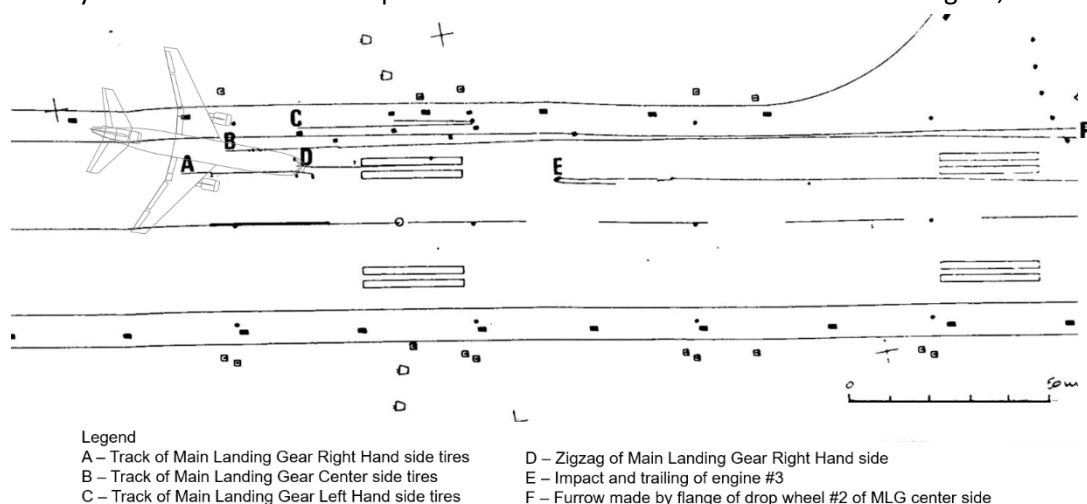 C
B
D
A
E
F
0 50m
Legend
A – Track of Main Landing Gear Right Hand side tires
B – Track of Main Landing Gear Center side tires
C – Track of Main Landing Gear Left Hand side tires
D – Zigzag of Main Landing Gear Right Hand side
E – Impact and trailing of engine #3
F – Furrow made by flange of drop wheel #2 of MLG center side